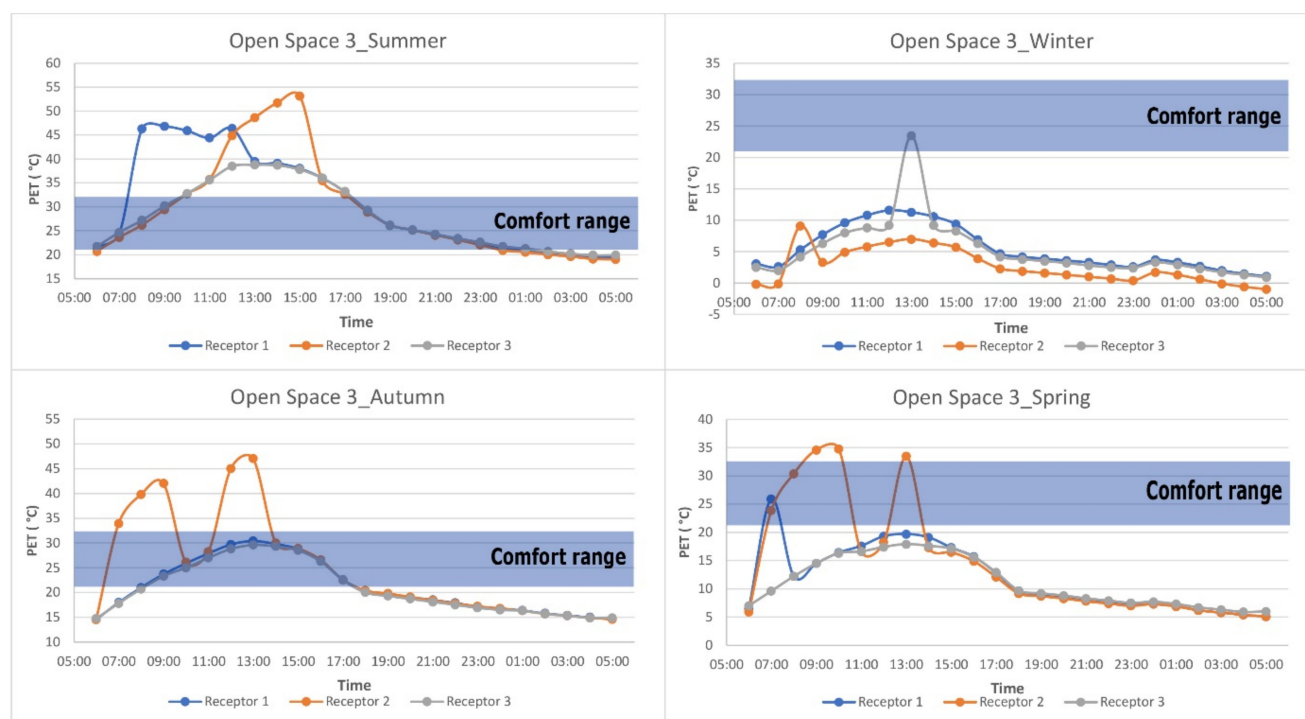 Open Space 3_Summer
60
55
50
45
40
35
30
25
20
15
PET ( °C)
Comfort range
05:00 07:00 09:00 11:00 13:00 15:00 17:00 19:00 21:00 23:00 01:00 03:00 05:00
Time
Receptor 1 Receptor 2 Receptor 3
Open Space 3_Winter
35
30
25
20
15
10
5
0
-5
PET ( °C)
Comfort range
05:00 07:00 09:00 11:00 13:00 15:00 17:00 19:00 21:00 23:00 01:00 03:00 05:00
Time
Receptor 1 Receptor 2 Receptor 3
Open Space 3_Autumn
55
50
45
40
35
30
25
20
15
10
PET ( °C)
Comfort range
05:00 07:00 09:00 11:00 13:00 15:00 17:00 19:00 21:00 23:00 01:00 03:00 05:00
Time
Receptor 1 Receptor 2 Receptor 3
Open Space 3_Spring
40
35
30
25
20
15
10
5
0
PET ( °C)
Comfort range
05:00 07:00 09:00 11:00 13:00 15:00 17:00 19:00 21:00 23:00 01:00 03:00 05:00
Time
Receptor 1 Receptor 2 Receptor 3